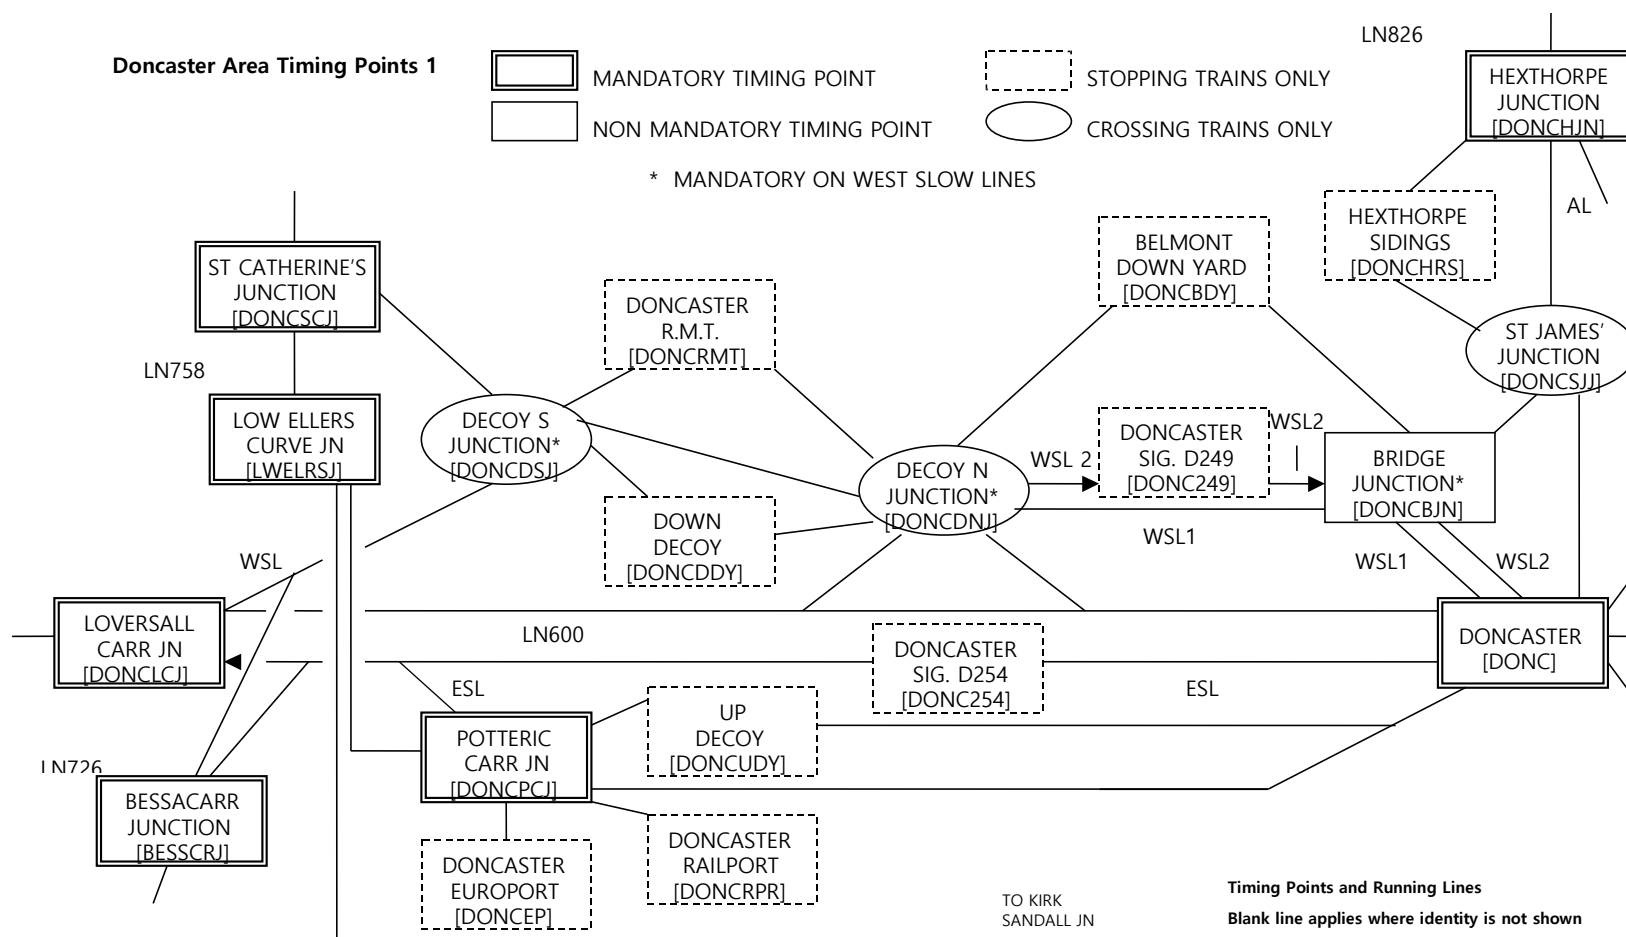 LN826
Doncaster Area Timing Points 1
MANDATORY TIMING POINT
STOPPING TRAINS ONLY
NON MANDATORY TIMING POINT
CROSSING TRAINS ONLY
* MANDATORY ON WEST SLOW LINES
HEXTHORPE
JUNCTION
[DONCHJN]
AL
HEXTHORPE
SIDINGS
[DONCHRS]
BELMONT
DOWN YARD
[DONCBDY]
ST CATHERINE'S
JUNCTION
[DONCSCJ]
DONCASTER
R.M.T.
[DONCRMT]
ST JAMES'
JUNCTION
[DONCSJJ]
LN758
LOW ELLERS
CURVE JN
[LWELRSJ]
DECOY S
JUNCTION*
[DONCDSJ]
DECOY N
JUNCTION*
[DONCDNJ]
WSL 2
DONCASTER
SIG. D249
[DONC249]
WSL2
BRIDGE
JUNCTION*
[DONCBJN]
DOWN
DECOY
[DONCDDY]
WSL1
WSL1
WSL2
WSL
LOVERSALL
CARR JN
[DONCLCJ]
LN600
DONCASTER
SIG. D254
[DONC254]
DONCASTER
[DONC]
ESL
ESL
UP
DECOY
[DONCUDY]
POTTERIC
CARR JN
[DONCPCJ]
LN726
BESSACARR
JUNCTION
[BESSCRJ]
DONCASTER
EUROPORT
[DONCEP]
DONCASTER
RAILPORT
[DONCRPR]
TO KIRK
SANDALL JN
Timing Points and Running Lines
Blank line applies where identity is not shown